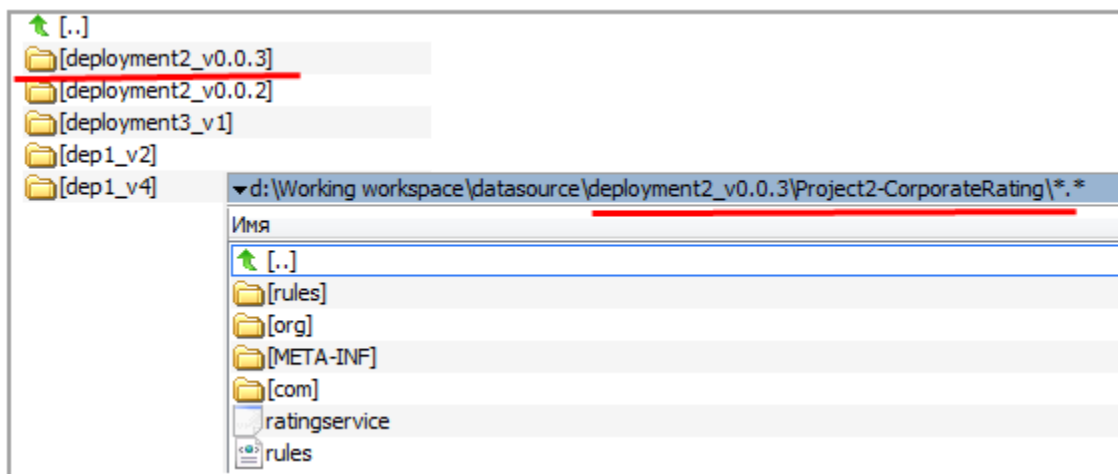 [..]
[deployment2_v0.0.3]
[deployment2_v0.0.2]
[deployment3_v1]
[dep1_v2]
[dep1_v4]
d:\Working workspace\datasource\deployment2_v0.0.3\Project2-CorporateRating\*.*
Имя
[..]
[rules]
[org]
[META-INF]
[com]
ratingservice
rules